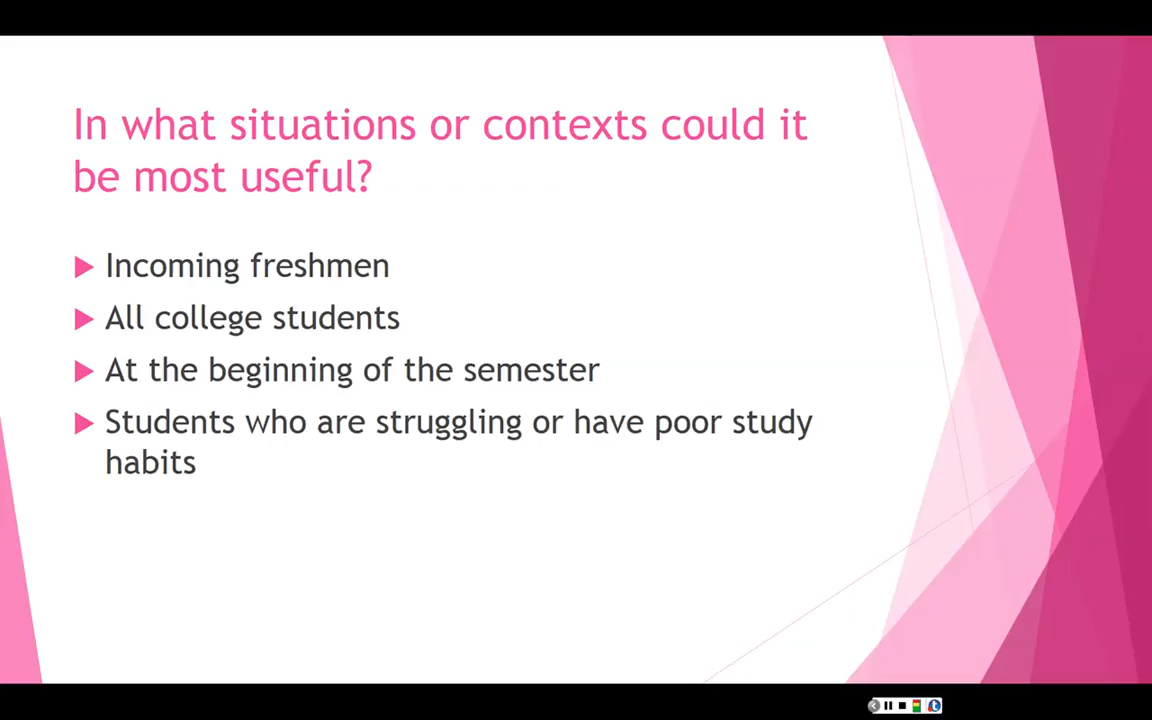 In what situations or contexts could it
be most useful?
Incoming freshmen
All college students
At the beginning of the semester
Students who are struggling or have poor study
habits